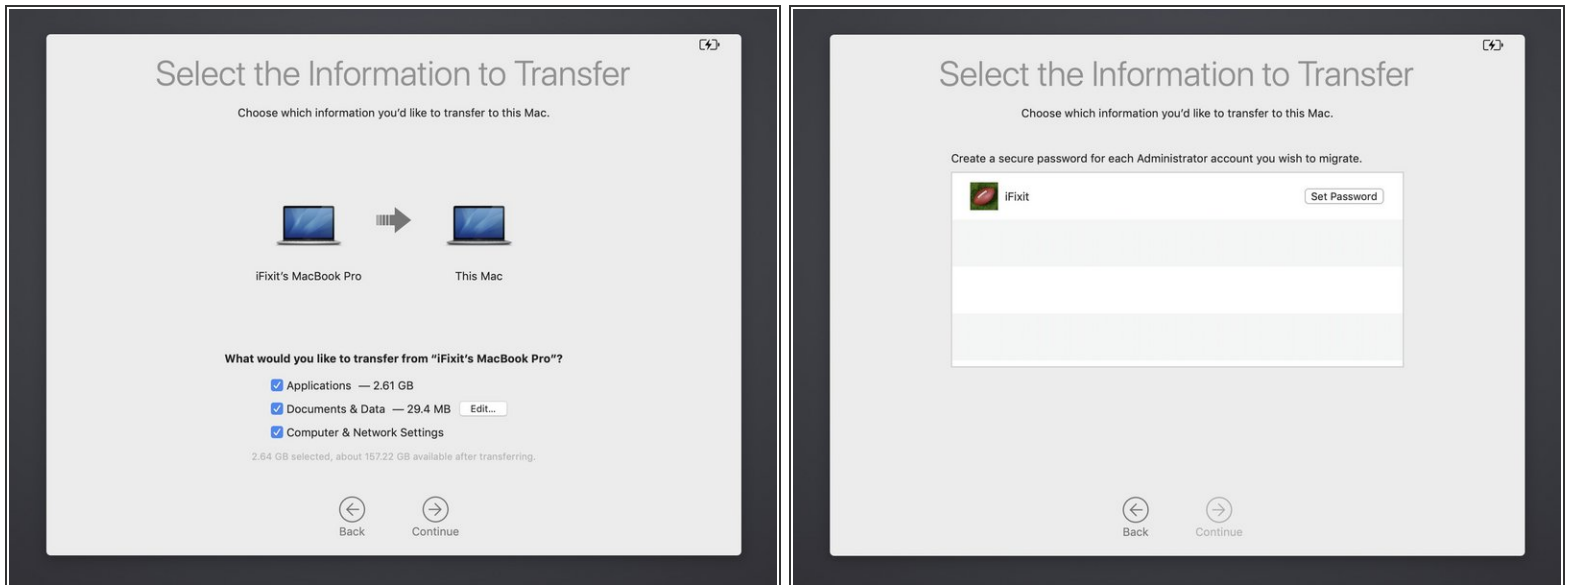 Select the Information to Transfer
Choose which information you'd like to transfer to this Mac.
iFixit's MacBook Pro
This Mac
What would you like to transfer from “iFixit's MacBook Pro”?
Applications — 2.61 GB
Documents & Data — 29.4 MB Edit...
Computer & Network Settings
2.64 GB selected, about 157.22 GB available after transferring.
Back
Continue
Select the Information to Transfer
Choose which information you'd like to transfer to this Mac.
Create a secure password for each Administrator account you wish to migrate.
iFixit
Set Password
Back
Continue